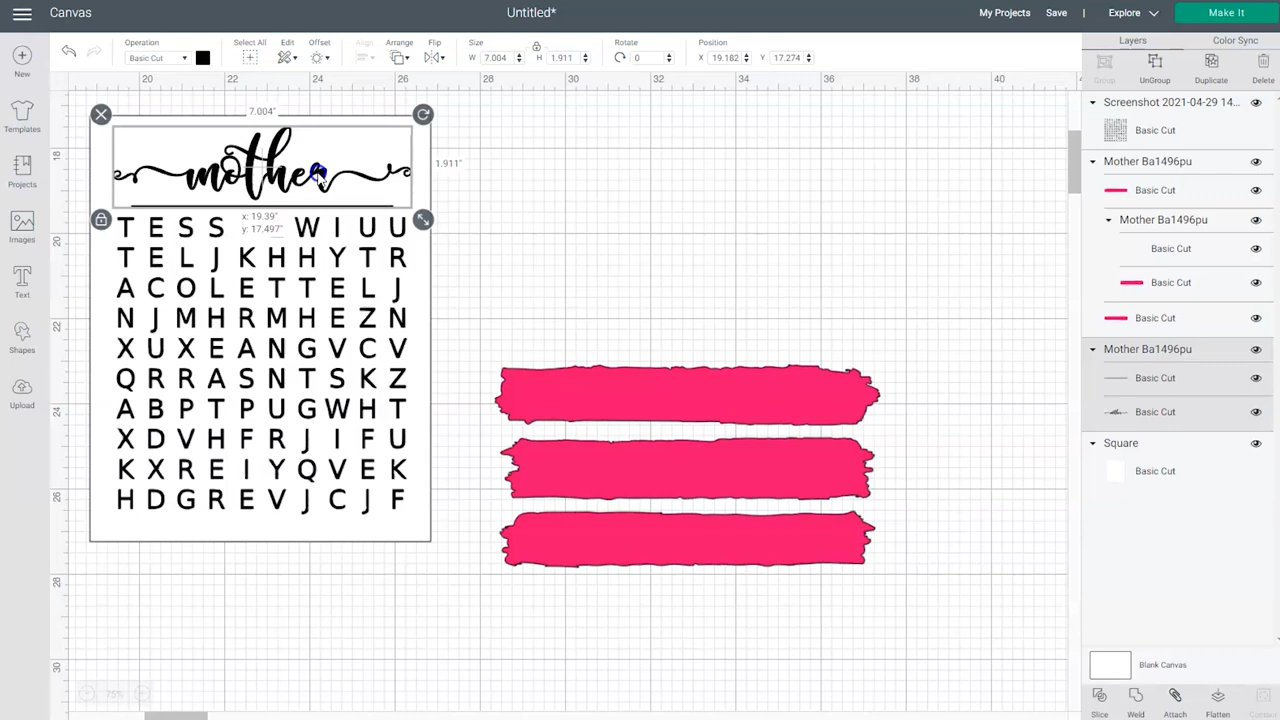 Canvas
Untitled*
My Projects
Save
|
Explore
Make It
Operation
Basic Cut
Select All
Edit
Offset
Align
Arrange
Flip
Size
W 7.004
H 1.911
Rotate
0
Position
X 19.182
Y 17.274
Layers
Color Sync
Group
UnGroup
Duplicate
Delete
New
Templates
Projects
Images
Text
Shapes
Upload
20 22 24 26 28 30 32 34 36 38 40
18
20
22
24
26
28
30
7.004"
1.911"
mother
x: 19.39"
y: 17.497"
T E S S W I U U
T E L J K H H Y T R
A C O L E T T E L J
N J M H R M H E Z N
X U X E A N G V C V
Q R R A S N T S K Z
A B P T P U G W H T
X D V H F R J I F U
K X R E I Y Q V E K
H D G R E V J C J F
75%
Screenshot 2021-04-29 14...
Basic Cut
Mother Ba1496pu
Basic Cut
Mother Ba1496pu
Basic Cut
Basic Cut
Basic Cut
Mother Ba1496pu
Basic Cut
Basic Cut
Square
Basic Cut
Blank Canvas
Slice
Weld
Attach
Flatten
Contour